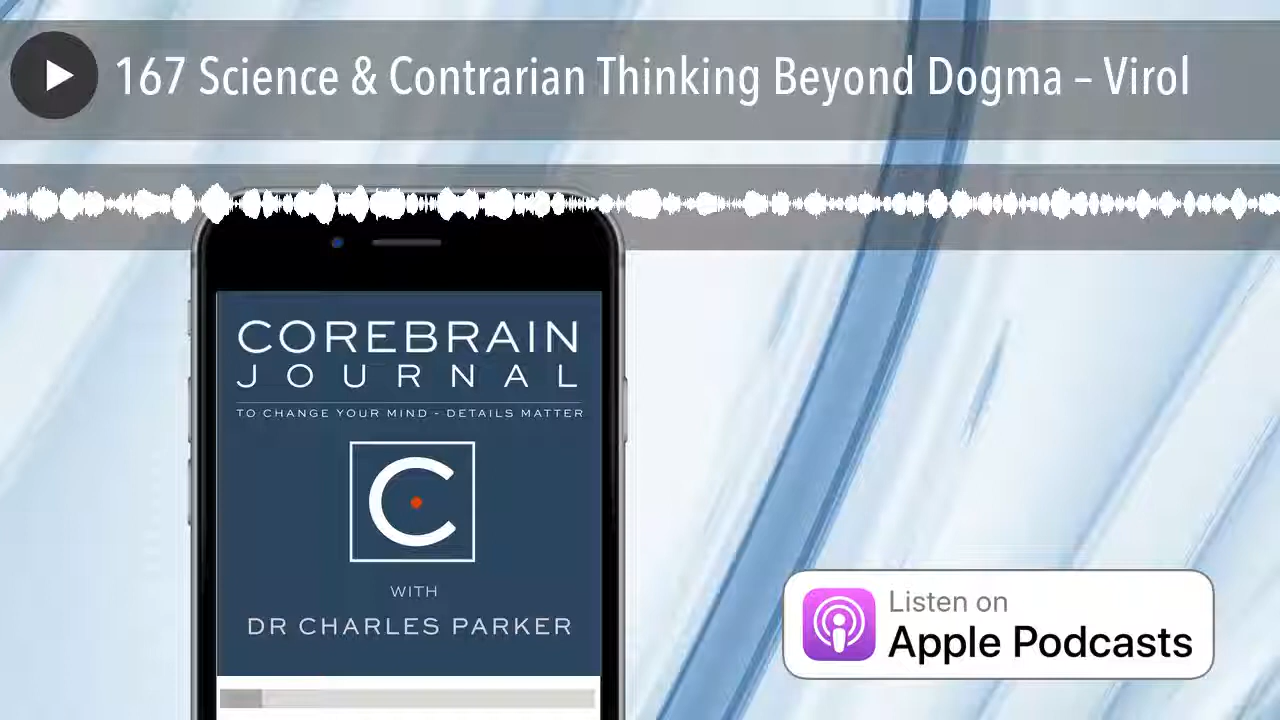 167 Science & Contrarian Thinking Beyond Dogma – Virol
COREBRAIN
JOURNAL
TO CHANGE YOUR MIND - DETAILS MATTER
C
WITH
DR CHARLES PARKER
Listen on
Apple Podcasts